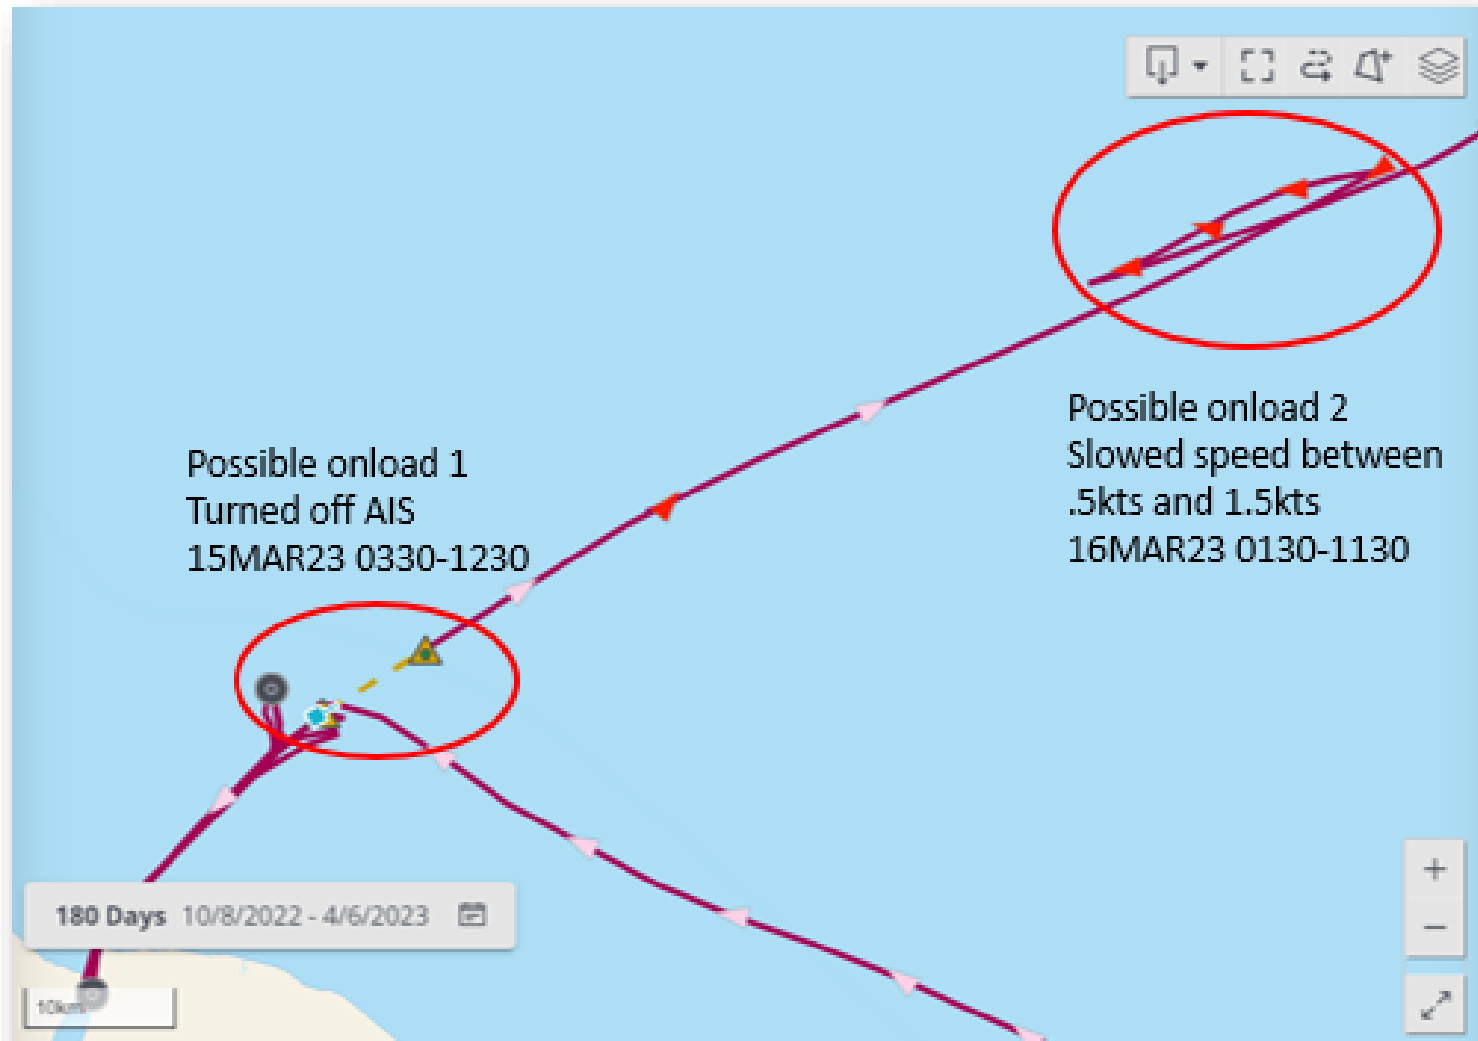 Possible onload 1
Turned off AIS
15MAR23 0330-1230
Possible onload 2
Slowed speed between
.5kts and 1.5kts
16MAR23 0130-1130
180 Days 10/8/2022 - 4/6/2023
10km